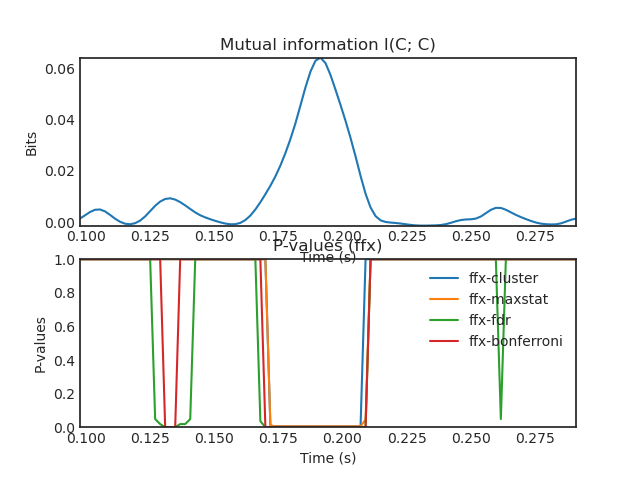 Mutual information I(C; C)
Bits
0.06
0.04
0.02
0.00
0.100 0.125 0.150 0.175 0.200 0.225 0.250 0.275
Time (s)
P-values (ffx)
P-values
1.0
0.8
0.6
0.4
0.2
0.0
ffx-cluster
ffx-maxstat
ffx-fdr
ffx-bonferroni
0.100 0.125 0.150 0.175 0.200 0.225 0.250 0.275
Time (s)